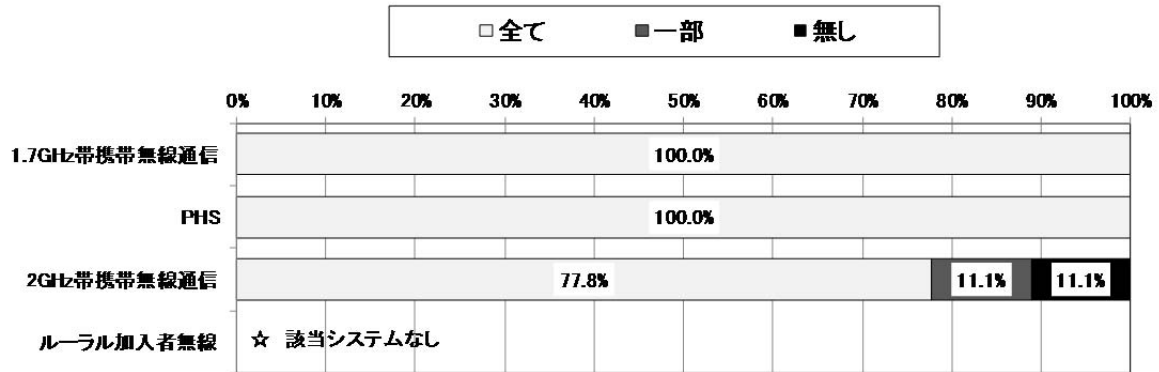 □全て ■一部 ■無し
0% 10% 20% 30% 40% 50% 60% 70% 80% 90% 100%
1.7GHz帯携帯無線通信 100.0%
PHS 100.0%
2GHz帯携帯無線通信 77.8% 11.1% 11.1%
ルーラル加入者無線 ☆ 該当システムなし